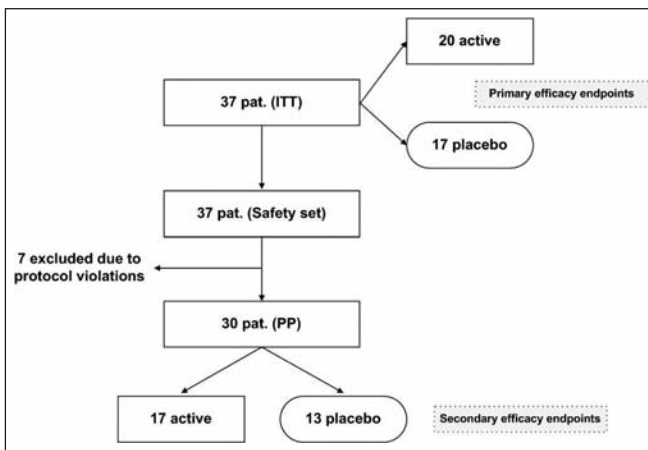 20 active
37 pat. (ITT)
Primary efficacy endpoints
17 placebo
37 pat. (Safety set)
7 excluded due to
protocol violations
30 pat. (PP)
17 active
13 placebo
Secondary efficacy endpoints